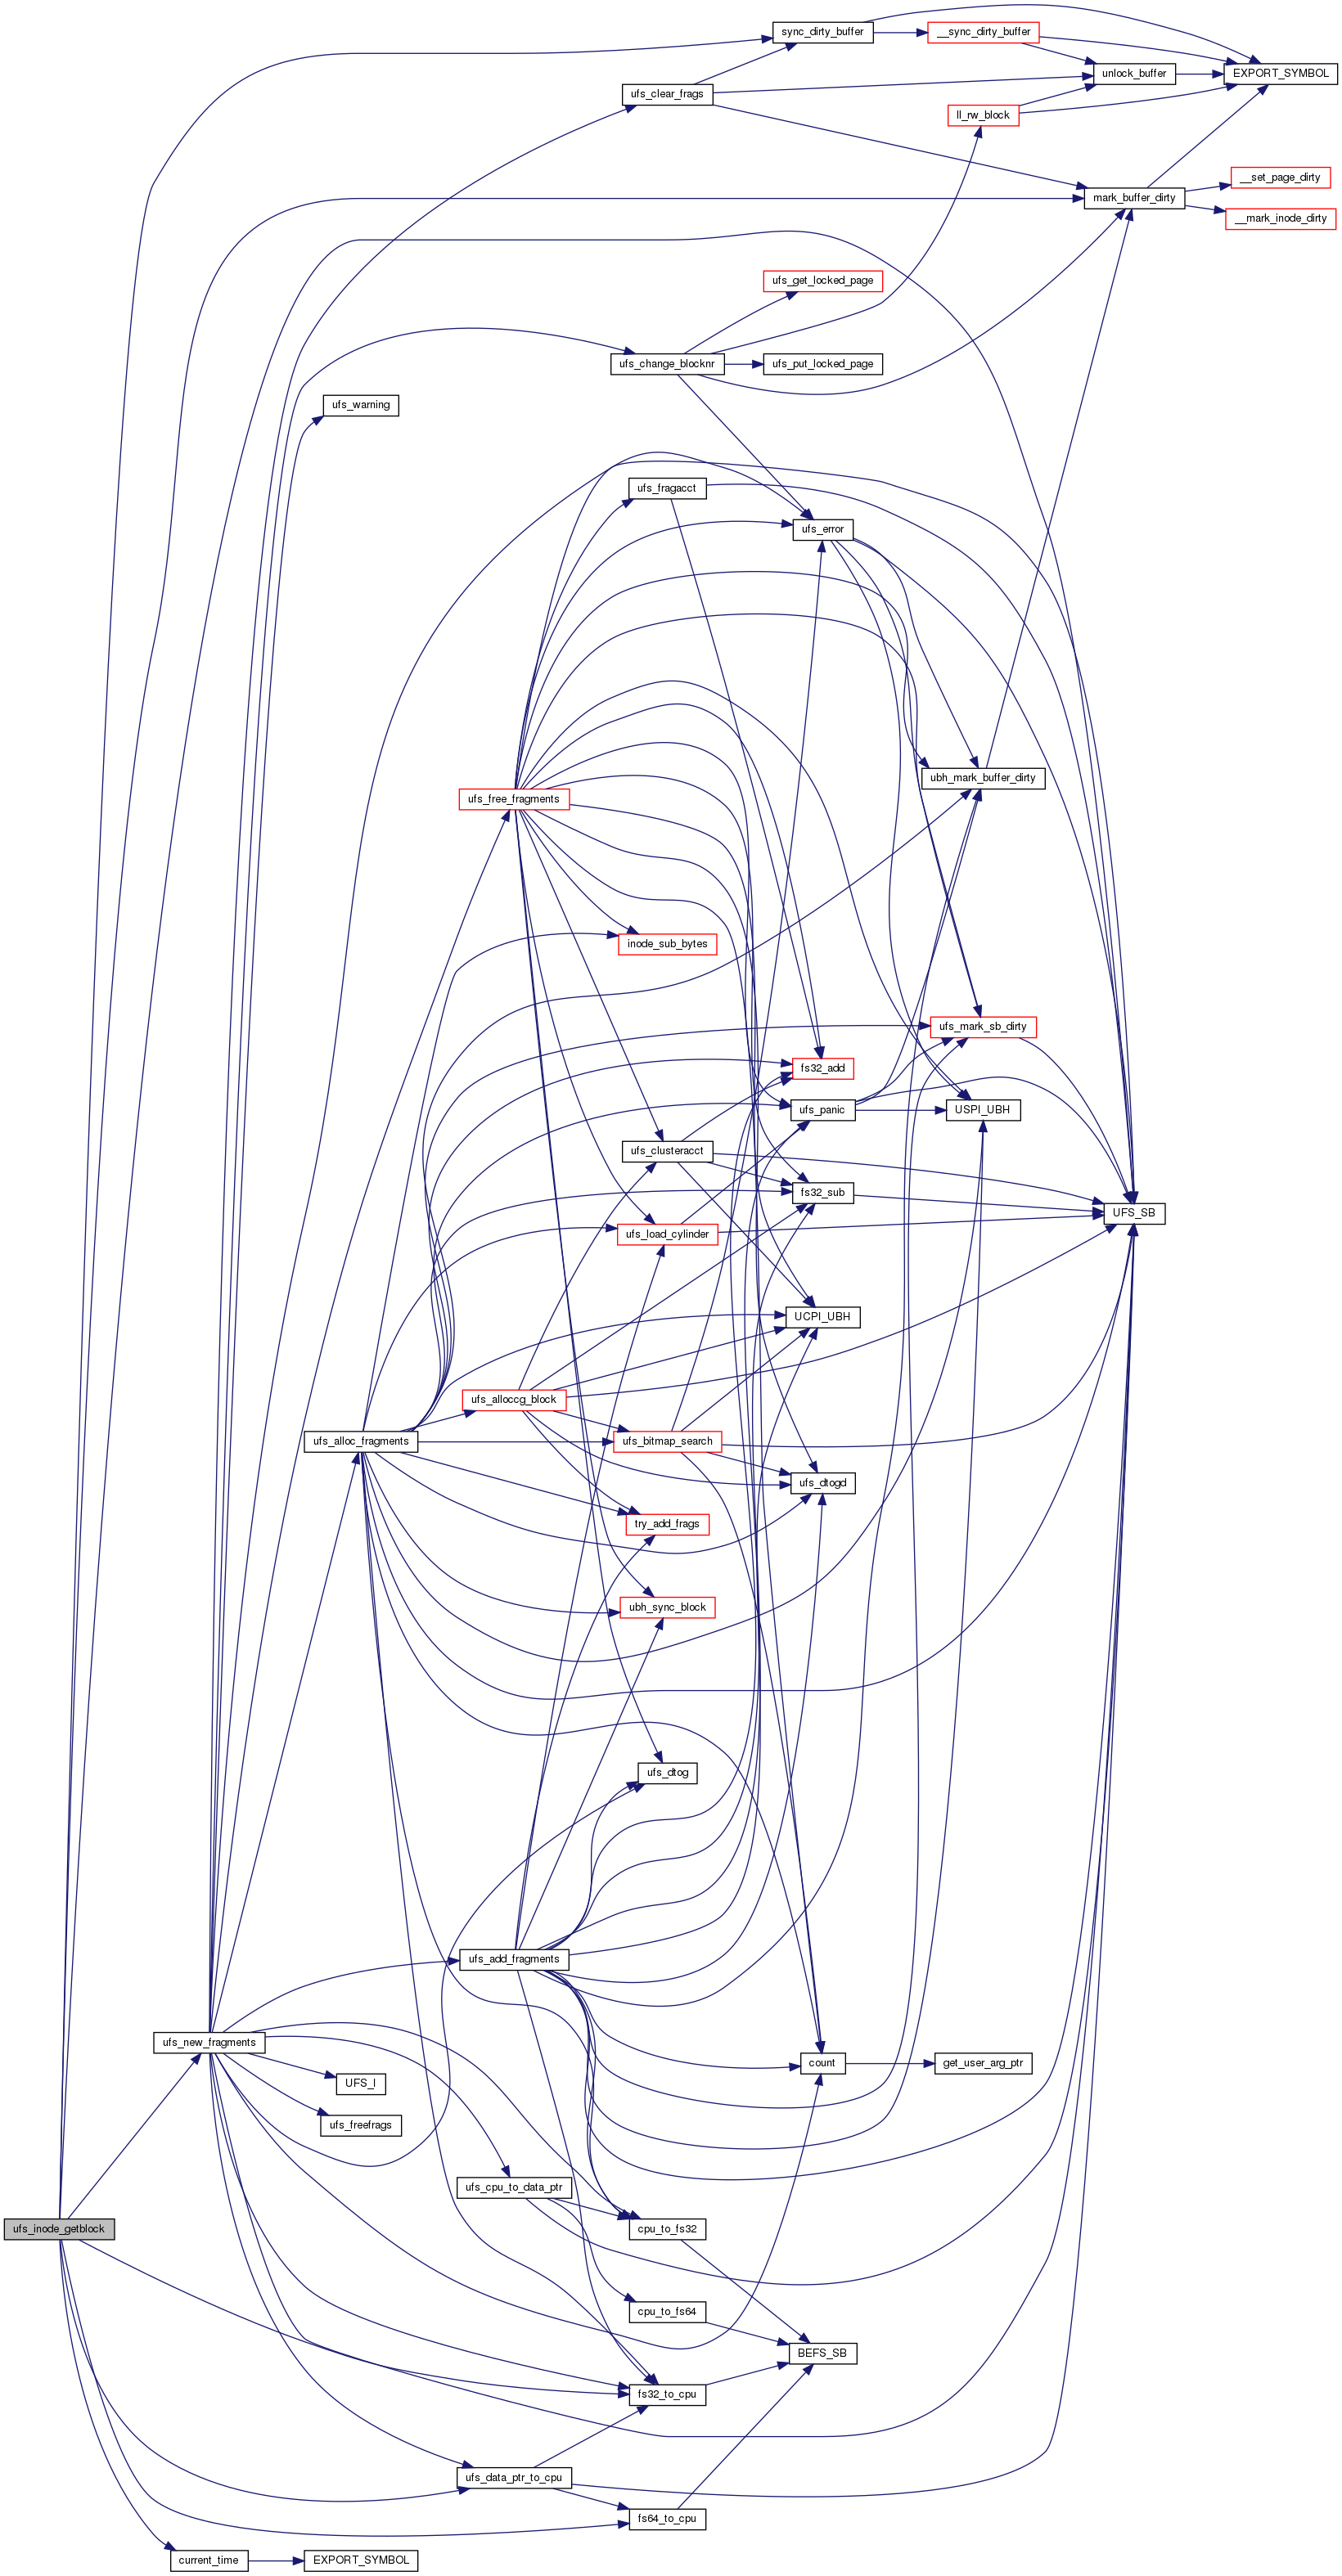 sync_dirty_buffer
__sync_dirty_buffer
EXPORT_SYMBOL
unlock_buffer
ufs_clear_frags
ll_rw_block
__set_page_dirty
mark_buffer_dirty
__mark_inode_dirty
ufs_get_locked_page
ufs_change_blocknr
ufs_put_locked_page
ufs_warning
ufs_fragacct
ufs_error
ubh_mark_buffer_dirty
ufs_free_fragments
inode_sub_bytes
ufs_mark_sb_dirty
fs32_add
ufs_panic
USPI_UBH
ufs_clusteracct
fs32_sub
UFS_SB
ufs_load_cylinder
UCPI_UBH
ufs_alloccg_block
ufs_alloc_fragments
ufs_bitmap_search
ufs_dtogd
try_add_frags
ubh_sync_block
ufs_dtog
ufs_add_fragments
ufs_new_fragments
count
get_user_arg_ptr
UFS_I
ufs_freefrags
ufs_cpu_to_data_ptr
ufs_inode_getblock
cpu_to_fs32
cpu_to_fs64
BEFS_SB
fs32_to_cpu
ufs_data_ptr_to_cpu
fs64_to_cpu
current_time
EXPORT_SYMBOL